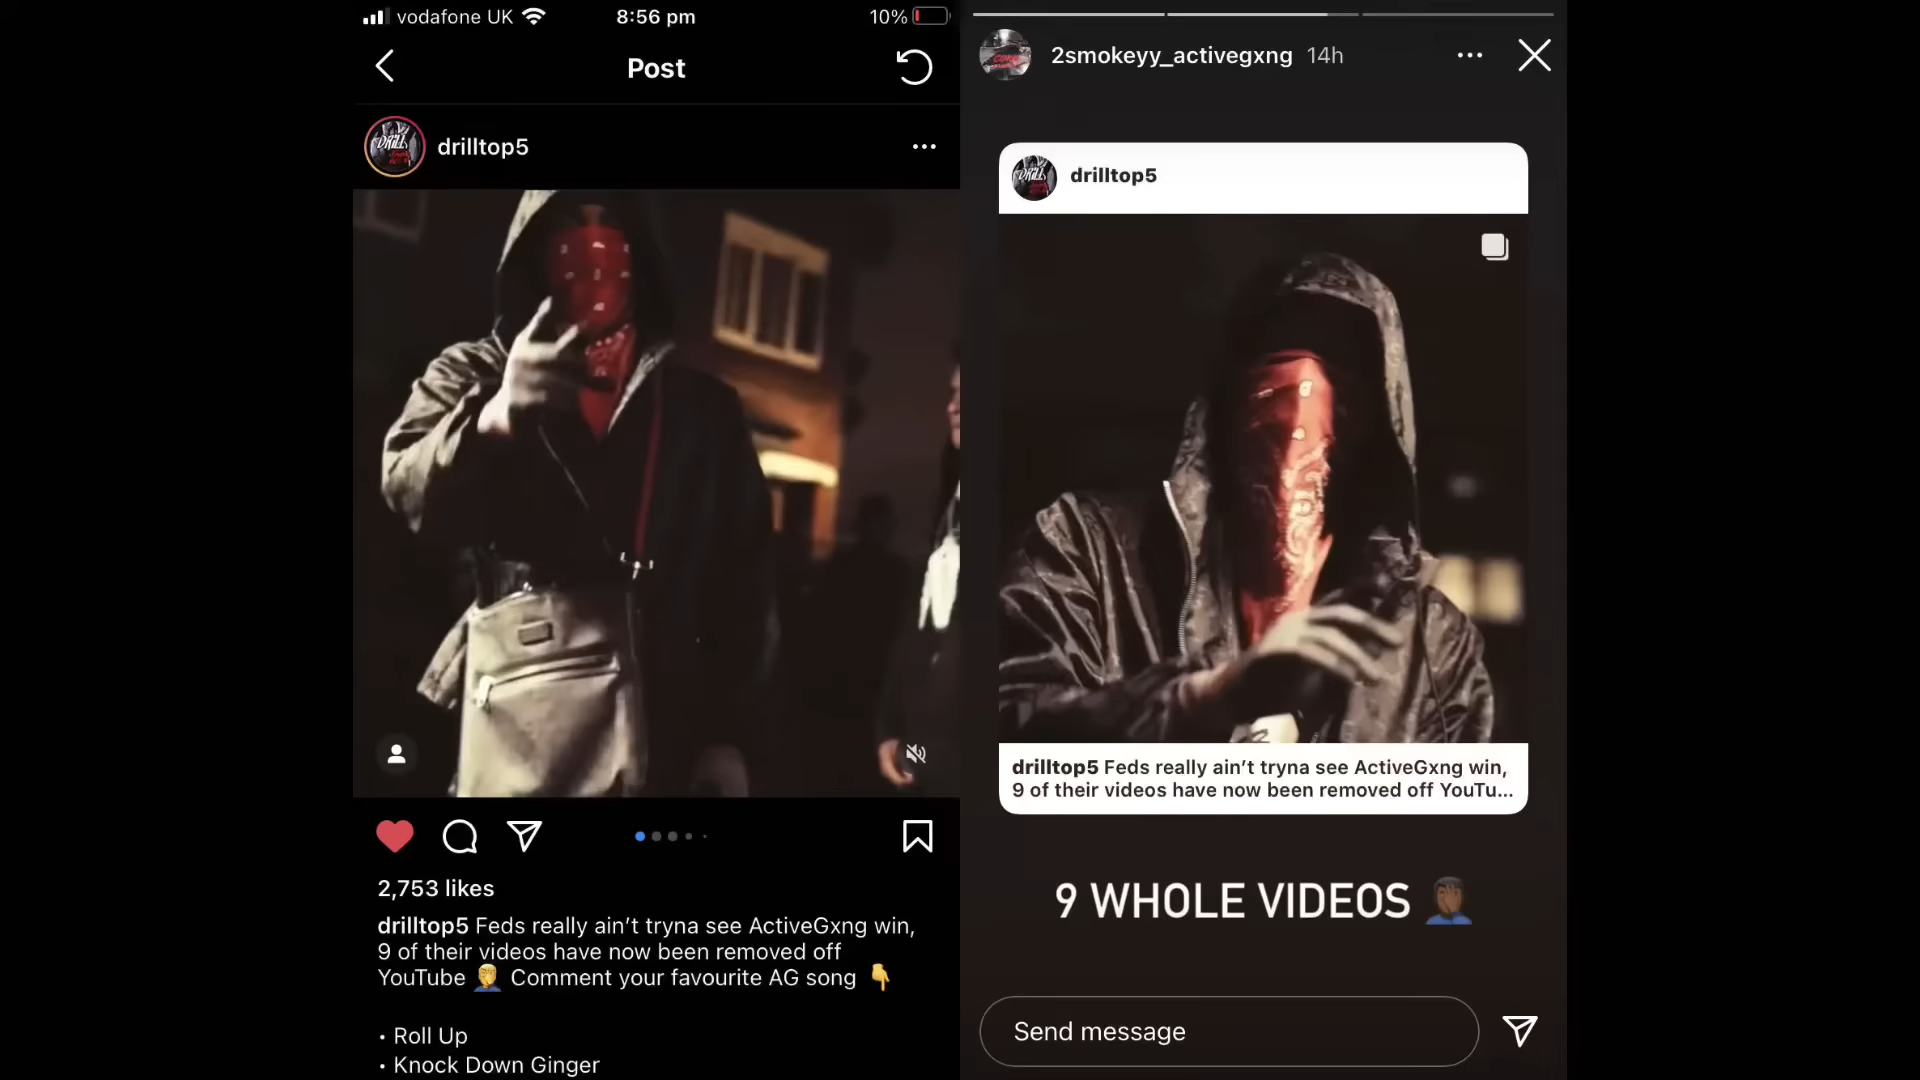 vodafone UK
8:56 pm
10%
Post
drilltop5
2,753 likes
drilltop5 Feds really ain’t tryna see ActiveGxng win,
9 of their videos have now been removed off
YouTube 🤦 Comment your favourite AG song 👇
• Roll Up
• Knock Down Ginger
2smokeyy_activegxng 14h
drilltop5
drilltop5 Feds really ain’t tryna see ActiveGxng win,
9 of their videos have now been removed off YouTu...
9 WHOLE VIDEOS 🤦🏾‍♂️
Send message